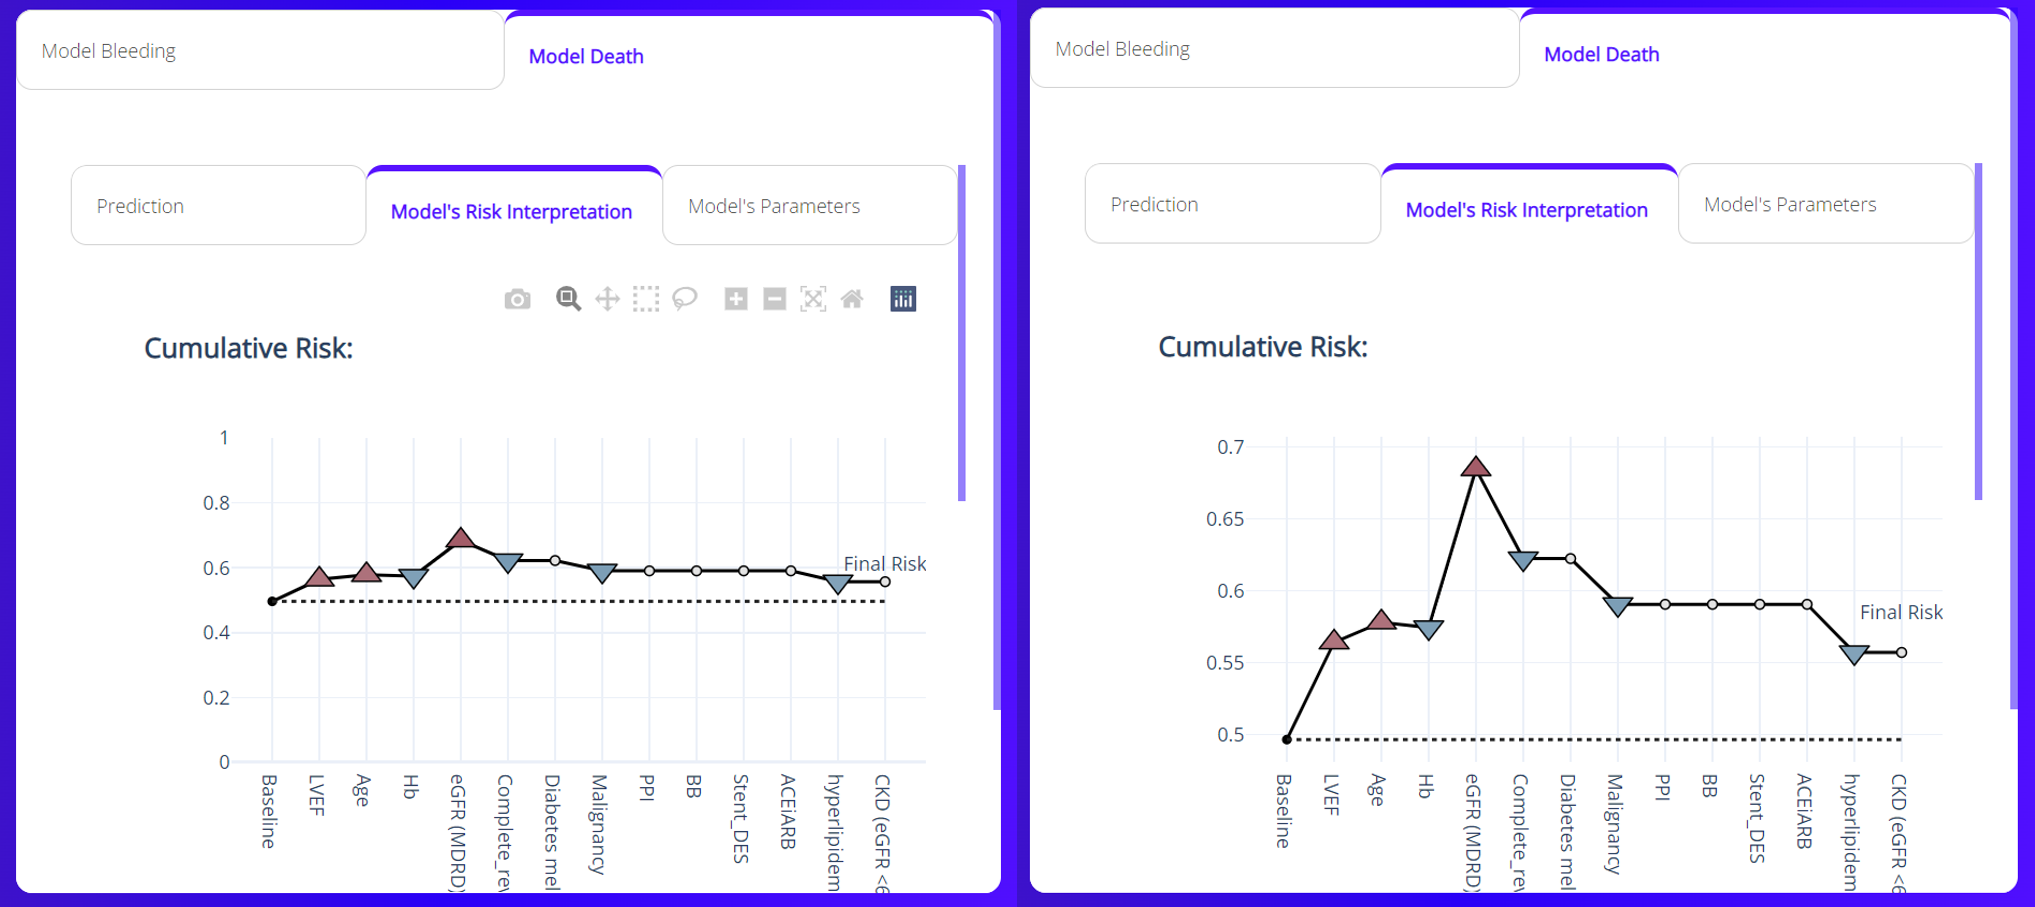 Model Bleeding
Model Death
Prediction
Model's Risk Interpretation
Model's Parameters
Cumulative Risk:
1
0.8
0.6
0.4
0.2
0
Final Risk
Baseline
LVEF
Age
Hb
eGFR (MDRD)
Complete_re
Diabetes mel
Malignancy
PPI
BB
Stent_DES
ACEiARB
hyperlipidem
CKD (eGFR <6
Model Bleeding
Model Death
Prediction
Model's Risk Interpretation
Model's Parameters
Cumulative Risk:
0.7
0.65
0.6
0.55
0.5
Final Risk
Baseline
LVEF
Age
Hb
eGFR (MDRD)
Complete_re
Diabetes mel
Malignancy
PPI
BB
Stent_DES
ACEiARB
hyperlipidem
CKD (eGFR <6